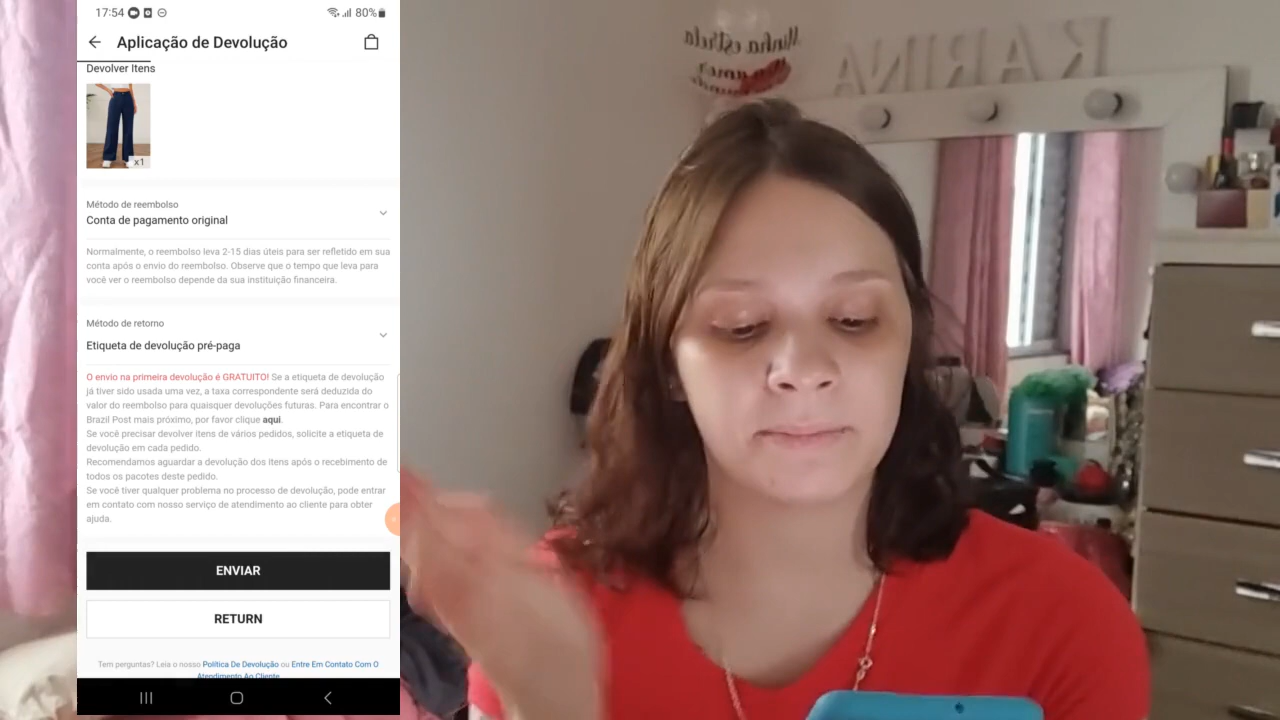 17:54
80%
Aplicação de Devolução
Devolver Itens
x1
Método de reembolso
Conta de pagamento original
Normalmente, o reembolso leva 2-15 dias úteis para ser refletido em sua
conta após o envio do reembolso. Observe que o tempo que leva para
você ver o reembolso depende da sua instituição financeira.
Método de retorno
Etiqueta de devolução pré-paga
O envio na primeira devolução é GRATUITO! Se a etiqueta de devolução
já tiver sido usada uma vez, a taxa correspondente será deduzida do
valor do reembolso para quaisquer devoluções futuras. Para encontrar o
Brazil Post mais próximo, por favor clique aqui.
Se você precisar devolver itens de vários pedidos, solicite a etiqueta de
devolução em cada pedido.
Recomendamos aguardar a devolução dos itens após o recebimento de
todos os pacotes deste pedido.
Se você tiver qualquer problema no processo de devolução, pode entrar
em contato com nosso serviço de atendimento ao cliente para obter
ajuda.
ENVIAR
RETURN
Tem perguntas? Leia o nosso Política De Devolução ou Entre Em Contato Com O
Atendimento Ao Cliente
Minha estrela
meu amor
KARINA